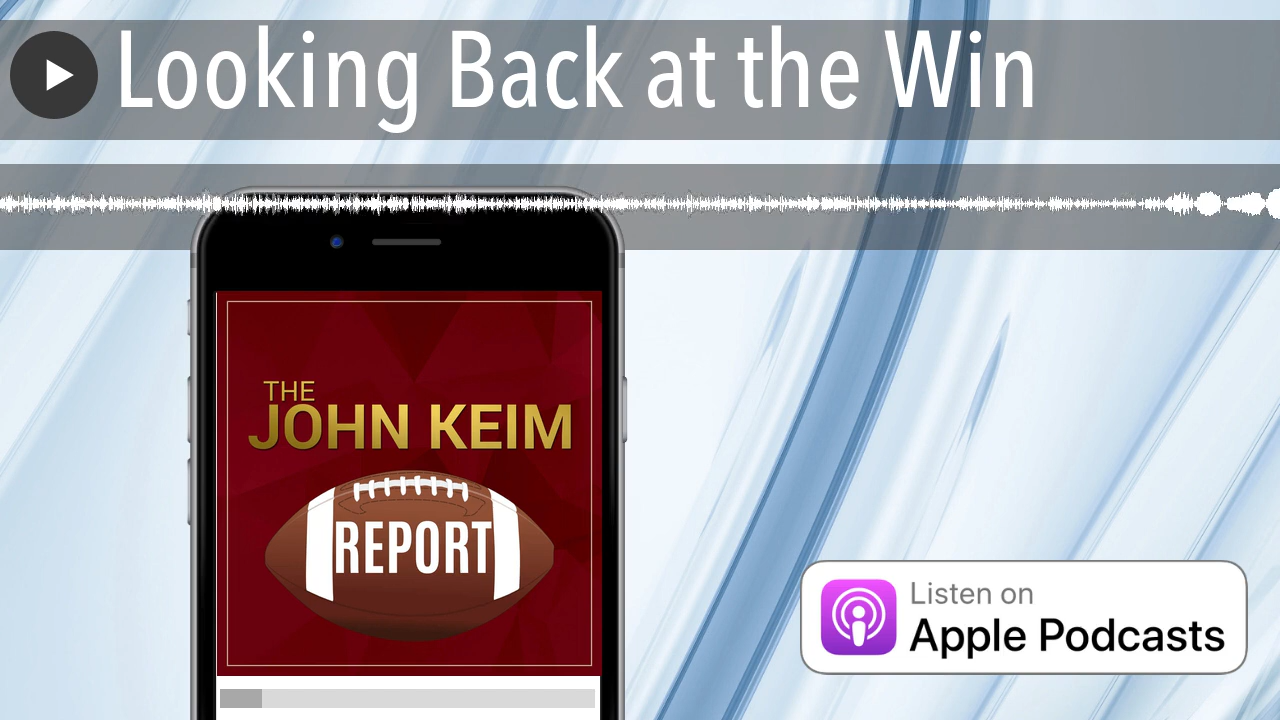 Looking Back at the Win
THE
JOHN KEIM
REPORT
Listen on
Apple Podcasts